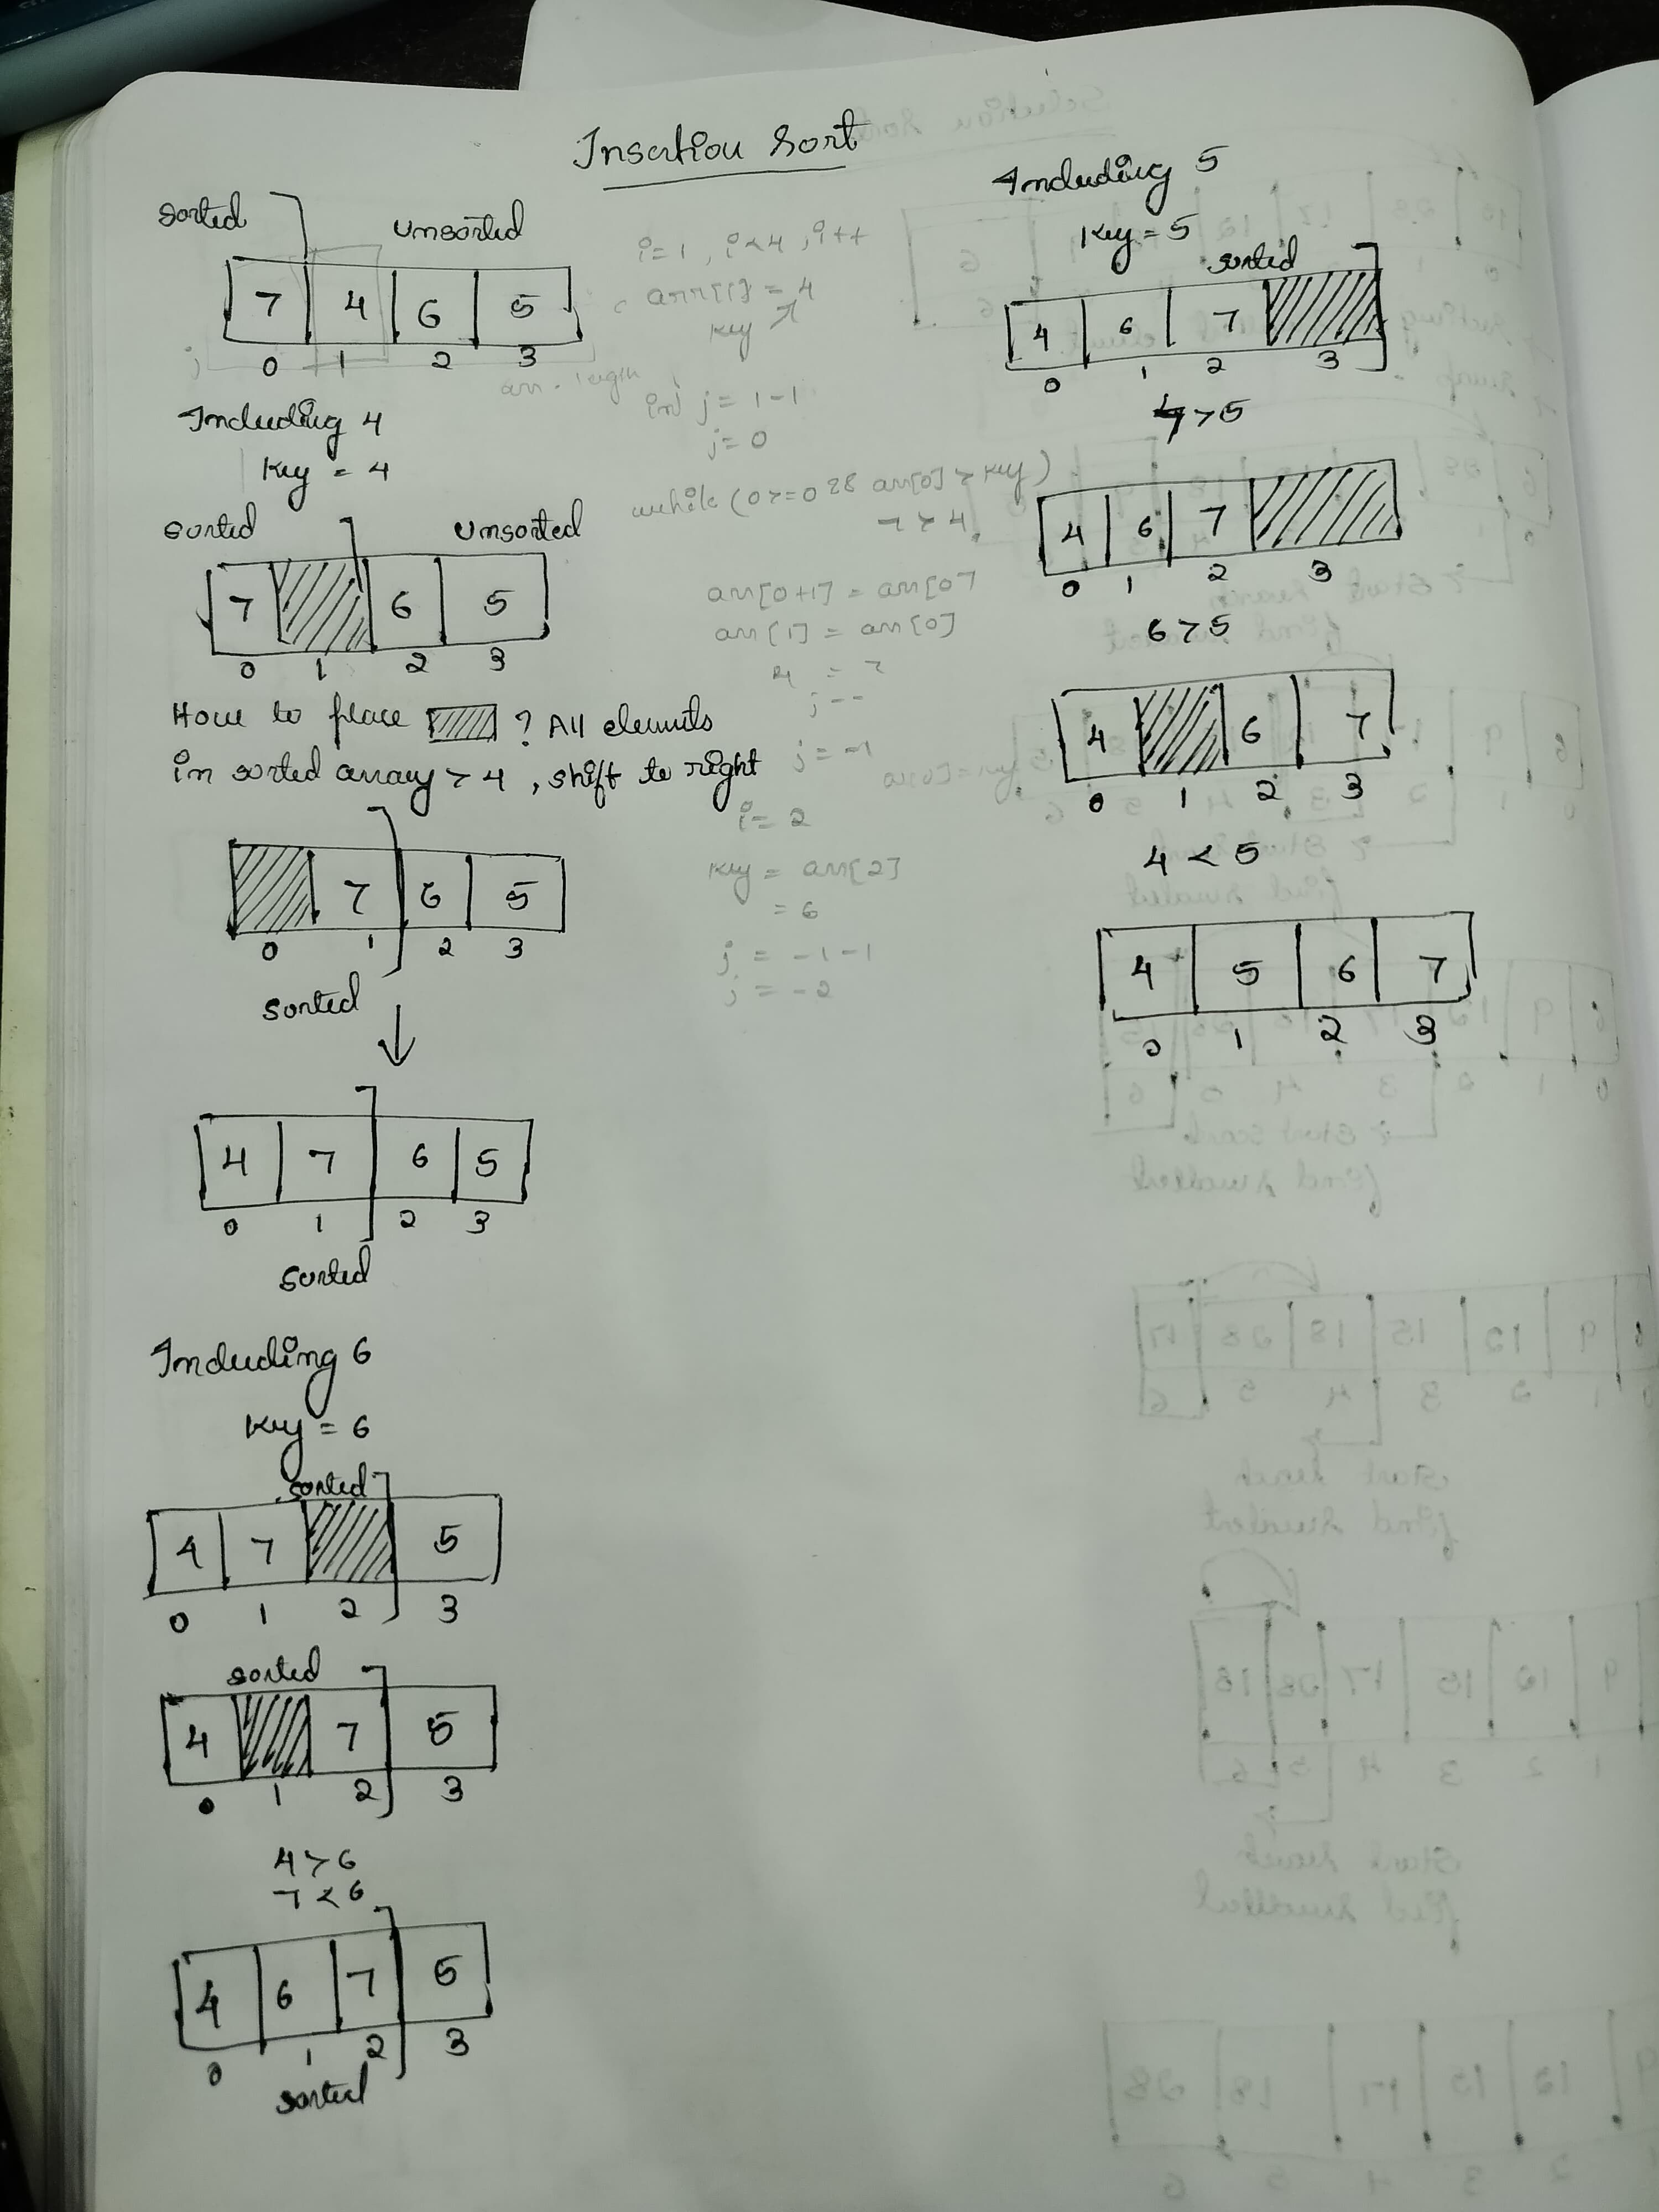 Insertion Sort
sorted unsorted
7 4 6 5
0 1 2 3
Including 4
Key = 4
sorted unsorted
7 6 5
0 1 2 3
How to place ? All elements
in sorted array > 4, shift to right
7 6 5
0 1 2 3
sorted
4 7 6 5
0 1 2 3
sorted
Including 6
Key = 6
sorted
4 7 5
0 1 2 3
sorted
4 7 5
0 1 2 3
4 > 6
7 < 6
4 6 7 5
0 1 2 3
sorted
i = 1, i < 4, i++
arr[i] = 4
key
arr.length
int j = 1-1
j = 0
while (0 >= 0 && arr[0] > key)
7 > 4
arr[0+1] = arr[0]
arr[1] = arr[0]
4 = 7
j--
j = -1
i = 2
key = arr[2]
= 6
j = -1-1
j = -2
Including 5
Key = 5
sorted
4 6 7
0 1 2 3
7 > 5
4 6 7
0 1 2 3
6 > 5
4 6 7
0 1 2 3
4 < 5
4 5 6 7
0 1 2 3